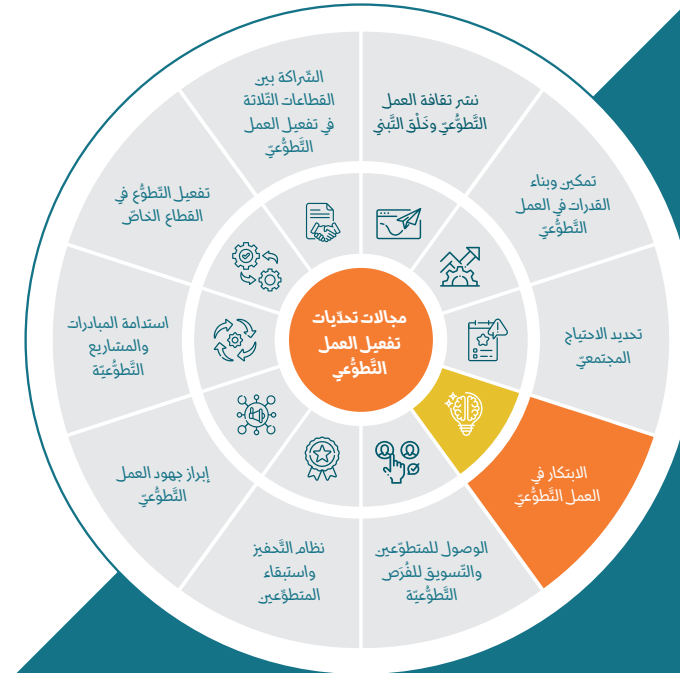 مجالات تحدّيات
تفعيل العمل
التَّطوُّعي
نشر ثقافة العمل
التَّطوُّعيّ وخَلْق التَّبني
تمكين وبناء
القدرات في العمل
التَّطوُّعيّ
تحديد الاحتياج
المجتمعيّ
الابتكار في
العمل التَّطوُّعيّ
الوصول للمتطوّعين
والتّسويق للفُرَص
التَّطوُّعيّة
نظام التَّحفيز
واستبقاء
المتطوّعين
إبراز جهود العمل
التَّطوُّعيّ
استدامة المبادرات
والمشاريع
التَّطوُّعيّة
تفعيل التَّطوُّع في
القطاع الخاصّ
الشّراكة بين
القطاعات الثّلاثة
في تفعيل العمل
التَّطوُّعيّ